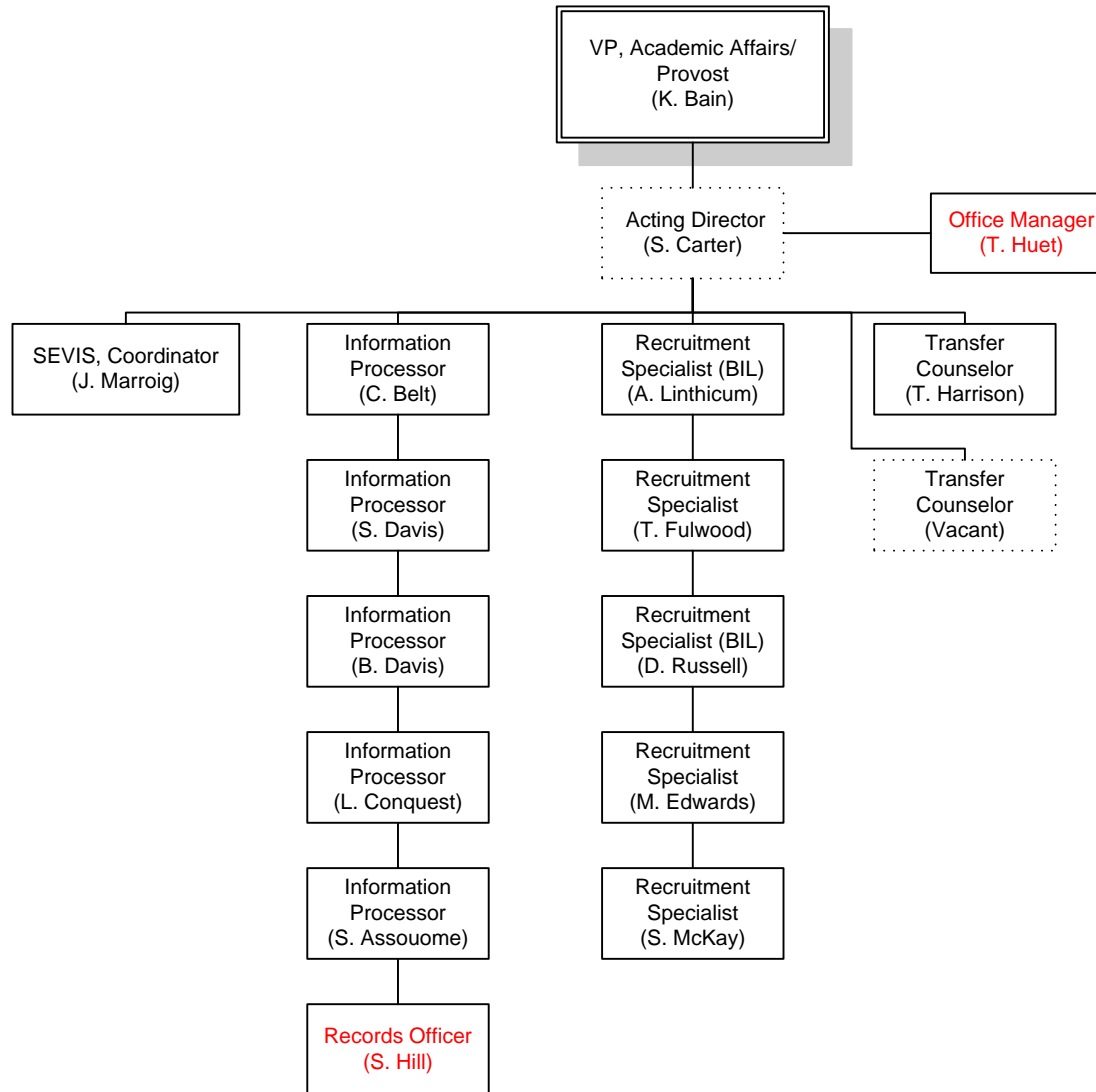 VP, Academic Affairs/
Provost
(K. Bain)
Acting Director
(S. Carter)
Office Manager
(T. Huet)
SEVIS, Coordinator
(J. Marroig)
Information
Processor
(C. Belt)
Recruitment
Specialist (BIL)
(A. Linthicum)
Transfer
Counselor
(T. Harrison)
Information
Processor
(S. Davis)
Recruitment
Specialist
(T. Fulwood)
Transfer
Counselor
(Vacant)
Information
Processor
(B. Davis)
Recruitment
Specialist (BIL)
(D. Russell)
Information
Processor
(L. Conquest)
Recruitment
Specialist
(M. Edwards)
Information
Processor
(S. Assouome)
Recruitment
Specialist
(S. McKay)
Records Officer
(S. Hill)